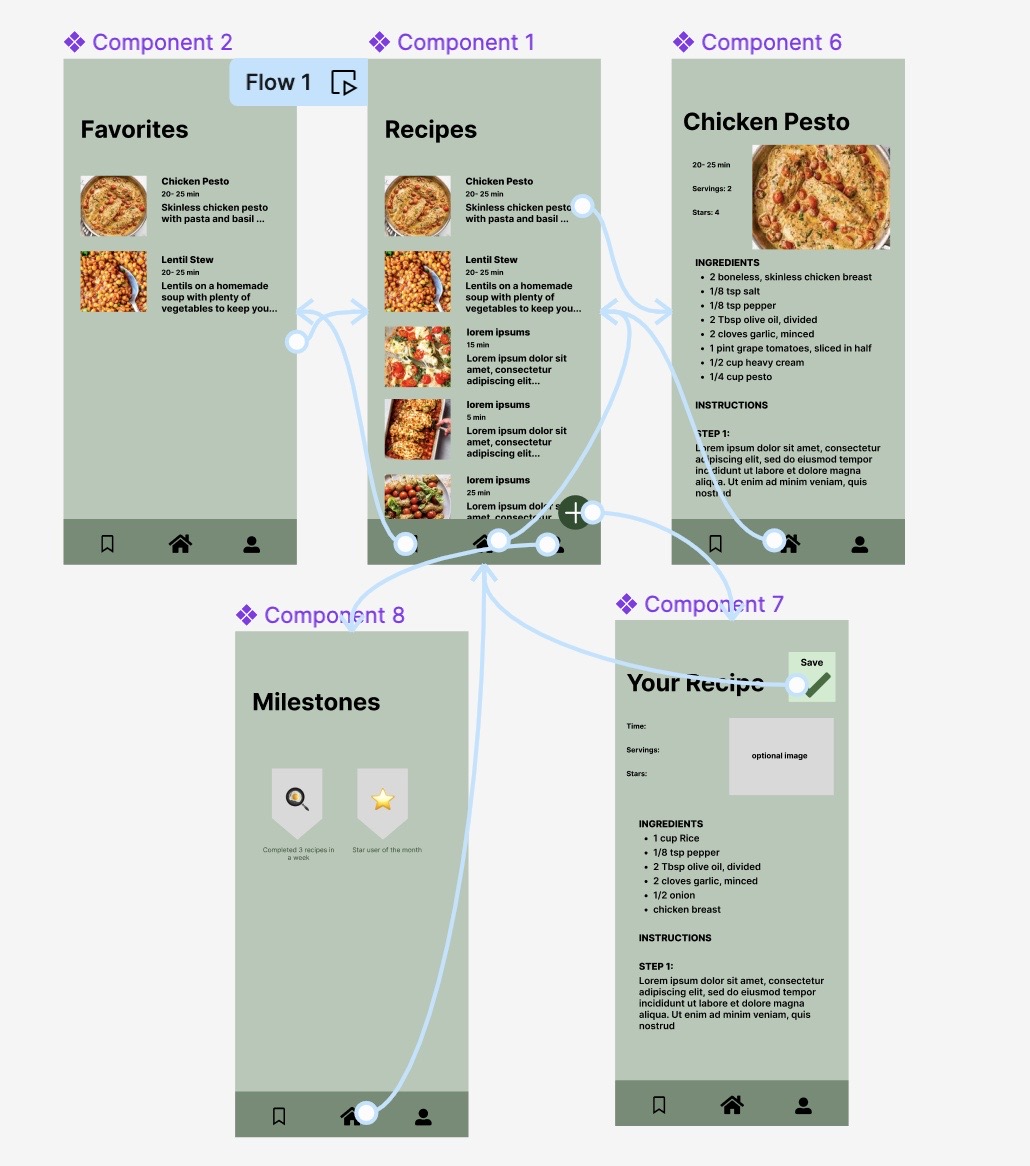 Component 2
Flow 1
Favorites
Chicken Pesto
20- 25 min
Skinless chicken pesto
with pasta and basil ...
Lentil Stew
20- 25 min
Lentils on a homemade
soup with plenty of
vegetables to keep you...
Component 1
Recipes
Chicken Pesto
20- 25 min
Skinless chicken pesto
with pasta and basil ...
Lentil Stew
20- 25 min
Lentils on a homemade
soup with plenty of
vegetables to keep you...
lorem ipsums
15 min
Lorem ipsum dolor sit
amet, consectetur
adipiscing elit...
lorem ipsums
5 min
Lorem ipsum dolor sit
amet, consectetur
adipiscing elit...
lorem ipsums
25 min
Lorem ipsum dolor sit
amet, consectetur
Component 6
Chicken Pesto
20- 25 min
Servings: 2
Stars: 4
INGREDIENTS
• 2 boneless, skinless chicken breast
• 1/8 tsp salt
• 1/8 tsp pepper
• 2 Tbsp olive oil, divided
• 2 cloves garlic, minced
• 1 pint grape tomatoes, sliced in half
• 1/2 cup heavy cream
• 1/4 cup pesto
INSTRUCTIONS
STEP 1:
Lorem ipsum dolor sit amet, consectetur
adipiscing elit, sed do eiusmod tempor
incididunt ut labore et dolore magna
aliqua. Ut enim ad minim veniam, quis
nostrud
Component 8
Milestones
Completed 3 recipes in
a week
Star user of the month
Component 7
Save
Your Recipe
Time:
Servings:
Stars:
optional image
INGREDIENTS
• 1 cup Rice
• 1/8 tsp pepper
• 2 Tbsp olive oil, divided
• 2 cloves garlic, minced
• 1/2 onion
• chicken breast
INSTRUCTIONS
STEP 1:
Lorem ipsum dolor sit amet, consectetur
adipiscing elit, sed do eiusmod tempor
incididunt ut labore et dolore magna
aliqua. Ut enim ad minim veniam, quis
nostrud